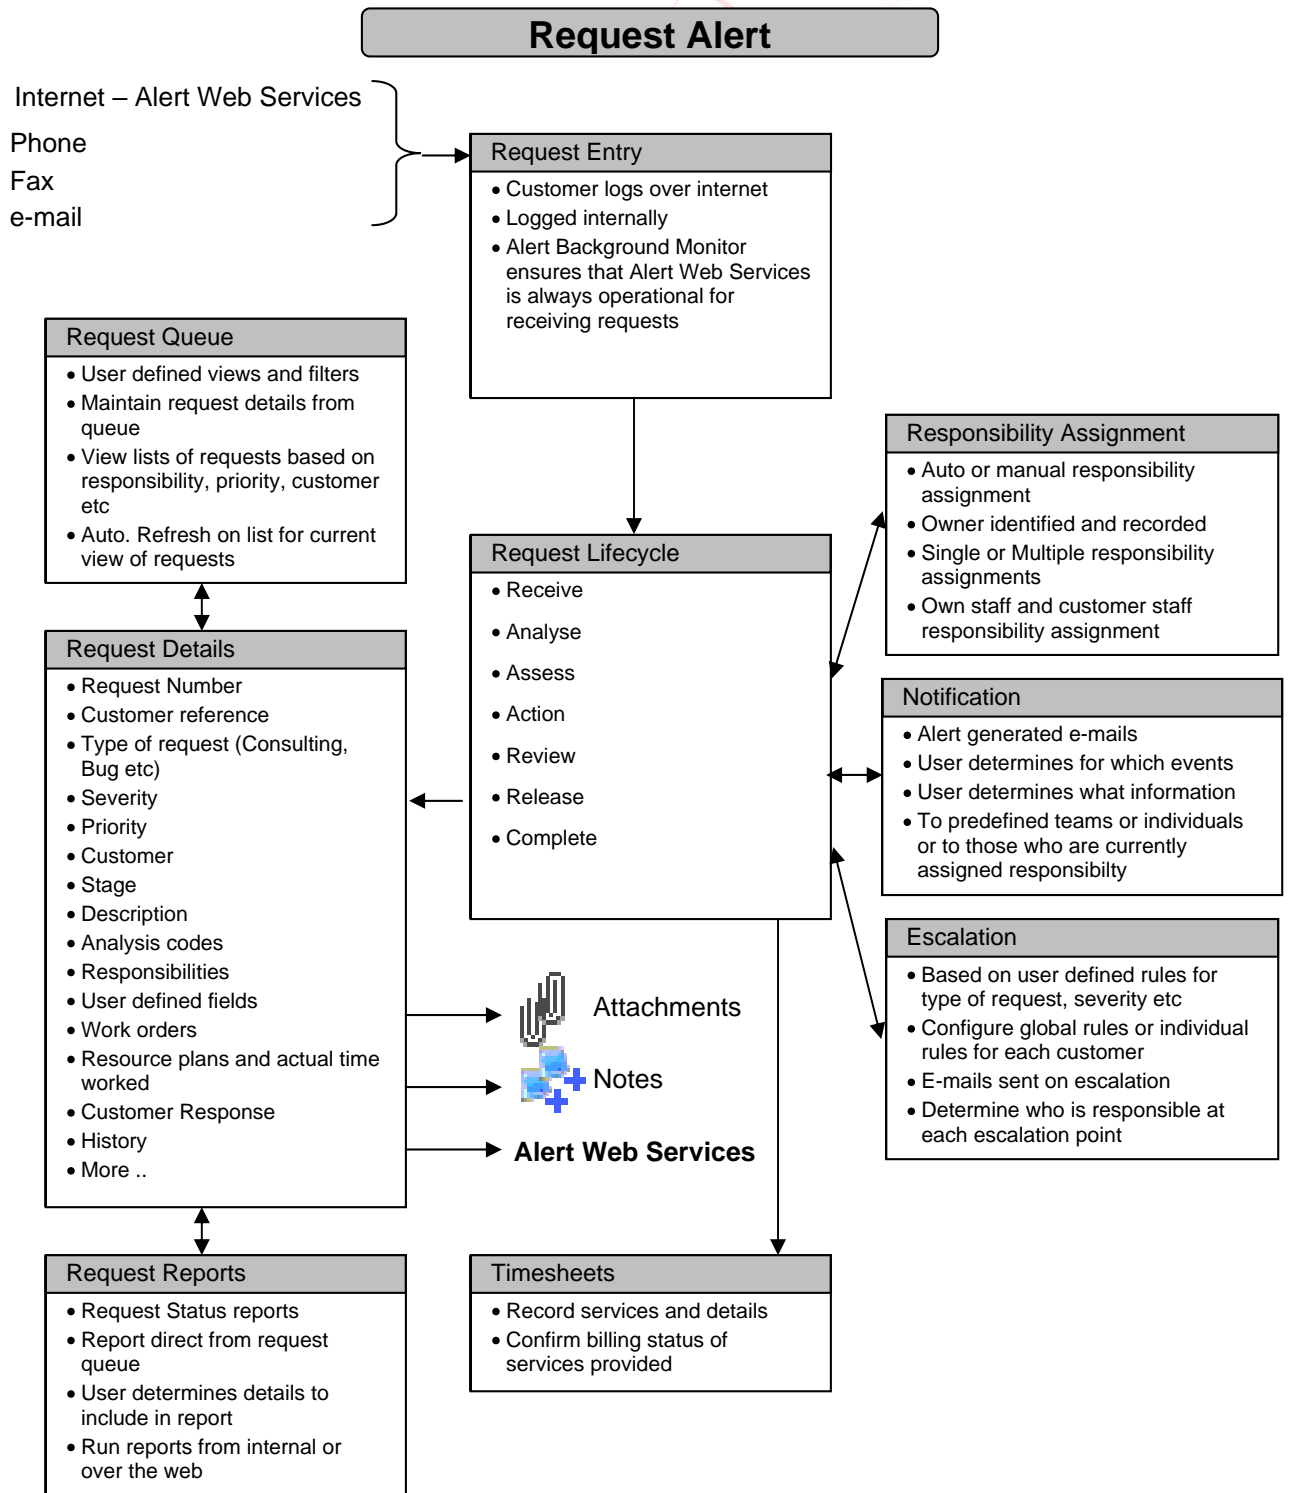 Request Alert
Internet – Alert Web Services
Phone
Fax
e-mail
Request Entry
• Customer logs over internet
• Logged internally
• Alert Background Monitor
ensures that Alert Web Services
is always operational for
receiving requests
Request Queue
• User defined views and filters
• Maintain request details from
queue
• View lists of requests based on
responsibility, priority, customer
etc
• Auto. Refresh on list for current
view of requests
Responsibility Assignment
• Auto or manual responsibility
assignment
• Owner identified and recorded
• Single or Multiple responsibility
assignments
• Own staff and customer staff
responsibility assignment
Request Lifecycle
• Receive
• Analyse
• Assess
• Action
• Review
• Release
• Complete
Request Details
• Request Number
• Customer reference
• Type of request (Consulting,
Bug etc)
• Severity
• Priority
• Customer
• Stage
• Description
• Analysis codes
• Responsibilities
• User defined fields
• Work orders
• Resource plans and actual time
worked
• Customer Response
• History
• More ..
Notification
• Alert generated e-mails
• User determines for which events
• User determines what information
• To predefined teams or individuals
or to those who are currently
assigned responsibilty
Escalation
• Based on user defined rules for
type of request, severity etc
• Configure global rules or individual
rules for each customer
• E-mails sent on escalation
• Determine who is responsible at
each escalation point
Attachments
Notes
Alert Web Services
Request Reports
• Request Status reports
• Report direct from request
queue
• User determines details to
include in report
• Run reports from internal or
over the web
Timesheets
• Record services and details
• Confirm billing status of
services provided